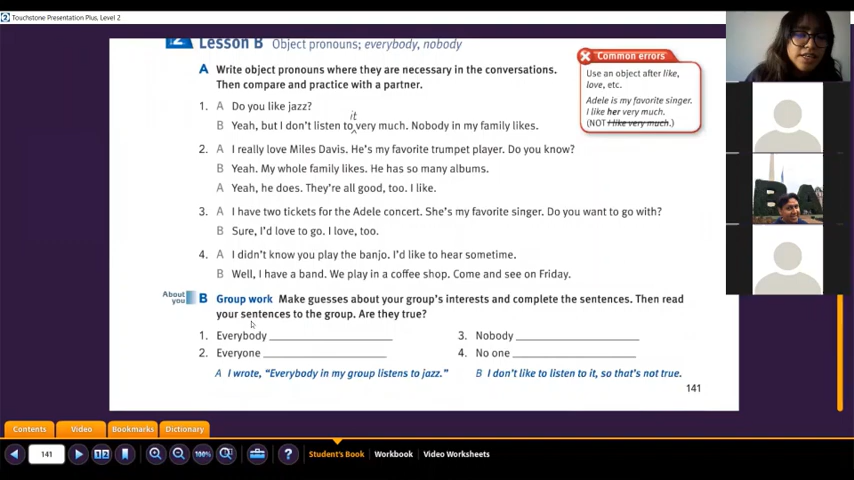 Touchstone Presentation Plus, Level 2
Lesson B Object pronouns; everybody, nobody
A Write object pronouns where they are necessary in the conversations.
Then compare and practice with a partner.
1. A Do you like jazz?
it
B Yeah, but I don't listen to ^ very much. Nobody in my family likes.
2. A I really love Miles Davis. He's my favorite trumpet player. Do you know?
B Yeah. My whole family likes. He has so many albums.
A Yeah, he does. They're all good, too. I like.
3. A I have two tickets for the Adele concert. She's my favorite singer. Do you want to go with?
B Sure, I'd love to go. I love, too.
4. A I didn't know you play the banjo. I'd like to hear sometime.
B Well, I have a band. We play in a coffee shop. Come and see on Friday.
Common errors
Use an object after like,
love, etc.
Adele is my favorite singer.
I like her very much.
(NOT I like very much.)
About you
B Group work Make guesses about your group's interests and complete the sentences. Then read
your sentences to the group. Are they true?
1. Everybody
2. Everyone
3. Nobody
4. No one
A I wrote, "Everybody in my group listens to jazz."
B I don't like to listen to it, so that's not true.
141
BA
Contents Video Bookmarks Dictionary
141 1 2 100% ? Student's Book Workbook Video Worksheets